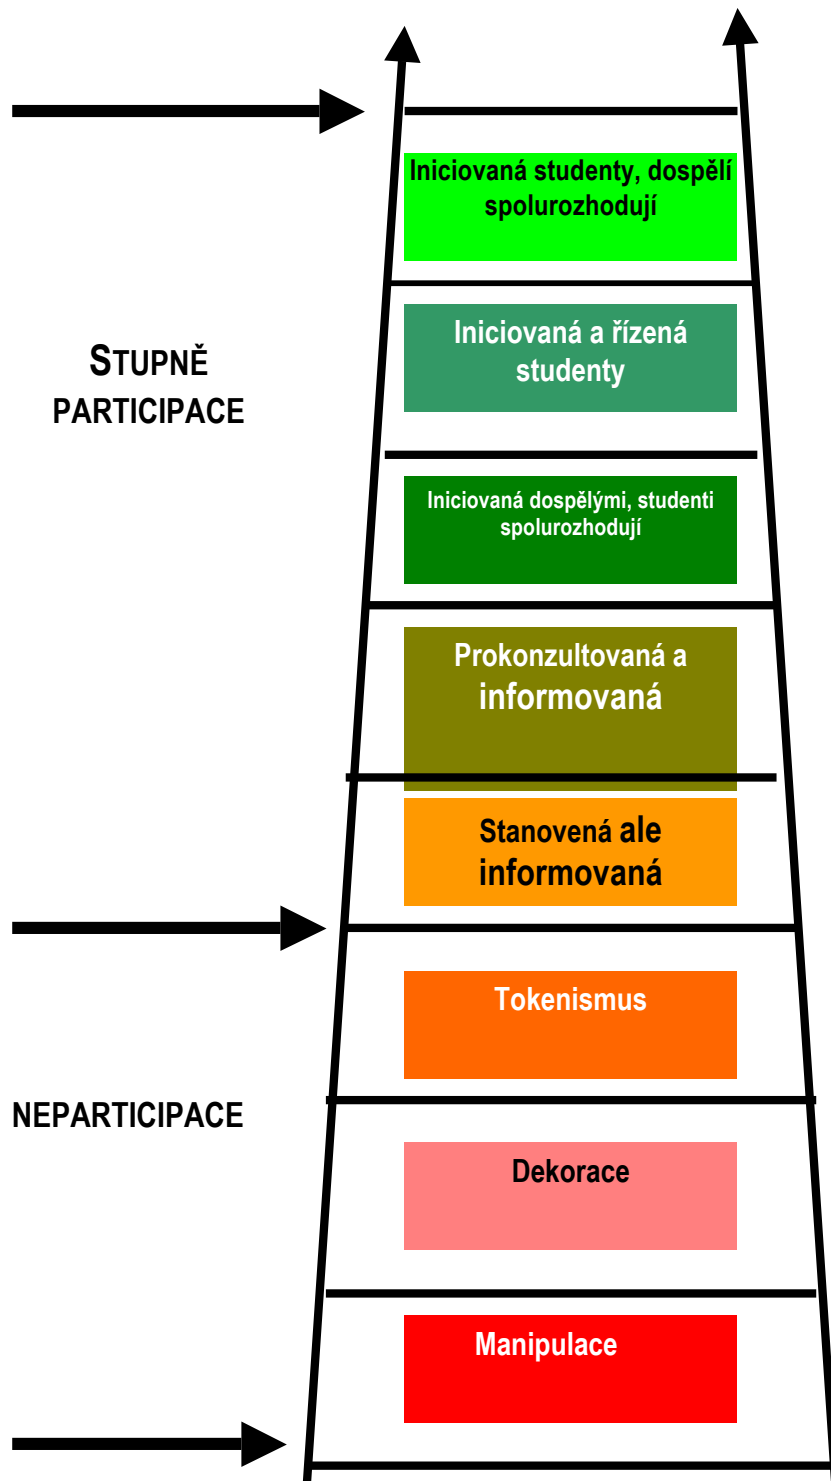 Iniciovaná studenty, dospělí
spolurozhodují
Iniciovaná a řízená
studenty
STUPNĚ
PARTICIPACE
Iniciovaná dospělými, studenti
spolurozhodují
Prokonzultovaná a
informovaná
Stanovená ale
informovaná
Tokenismus
NEPARTICIPACE
Dekorace
Manipulace